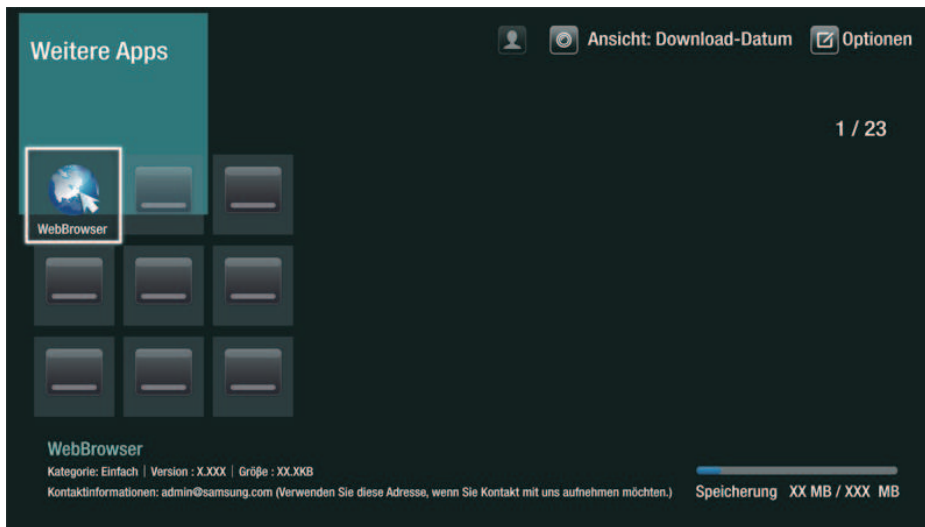 Weitere Apps
Ansicht: Download-Datum
Optionen
1 / 23
WebBrowser
WebBrowser
Kategorie: Einfach | Version : X.XXX | Größe : XX.XKB
Kontaktinformationen: admin@samsung.com (Verwenden Sie diese Adresse, wenn Sie Kontakt mit uns aufnehmen möchten.)
Speicherung XX MB / XXX MB